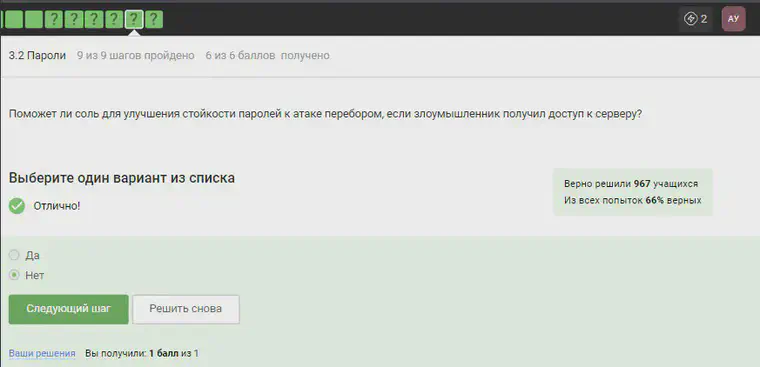 ? ? ? ? ? ?
2
АУ
3.2 Пароли 9 из 9 шагов пройдено 6 из 6 баллов получено
Поможет ли соль для улучшения стойкости паролей к атаке перебором, если злоумышленник получил доступ к серверу?
Выберите один вариант из списка
Отлично!
Верно решили 967 учащихся
Из всех попыток 66% верных
Да
Нет
Следующий шаг
Решить снова
Ваши решения Вы получили: 1 балл из 1